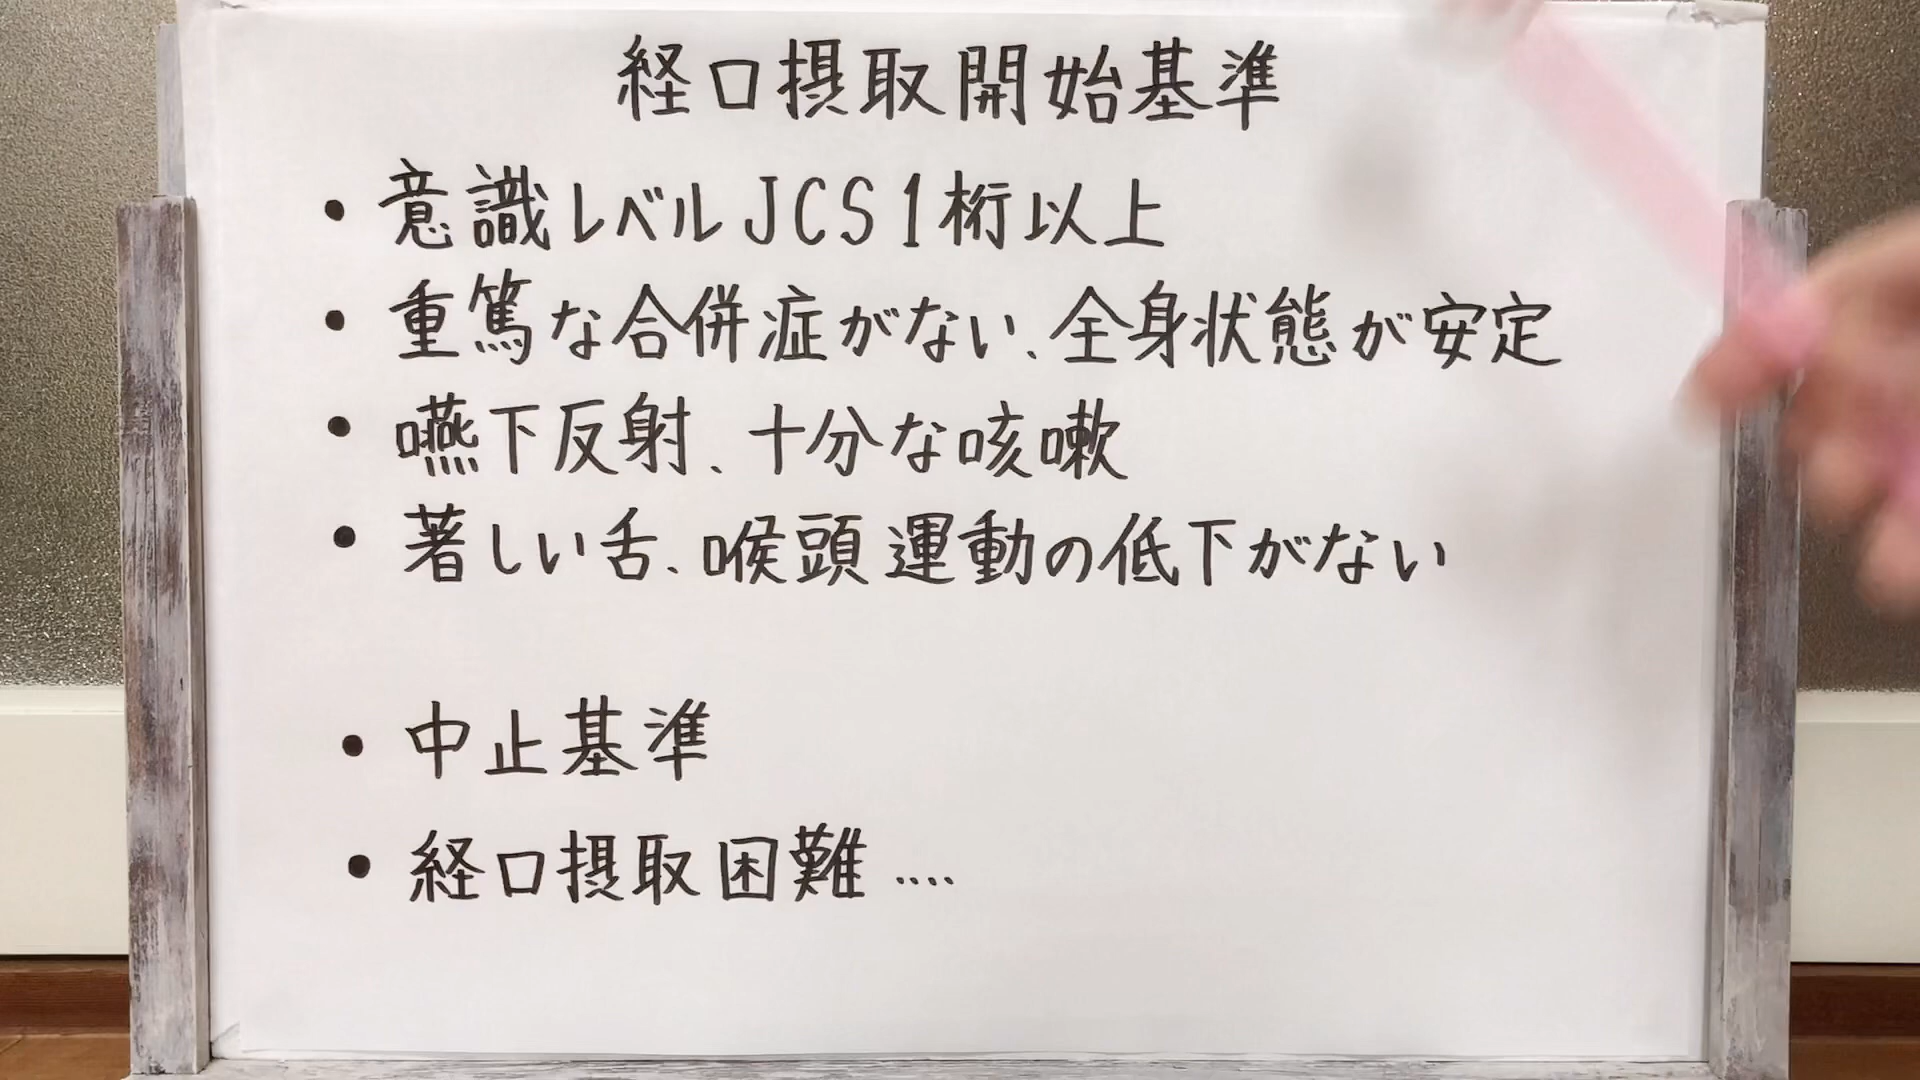 経口摂取開始基準
・意識レベルJCS1桁以上
・重篤な合併症がない、全身状態が安定
・嚥下反射、十分な咳嗽
・著しい舌、喉頭運動の低下がない
・中止基準
・経口摂取困難 ....